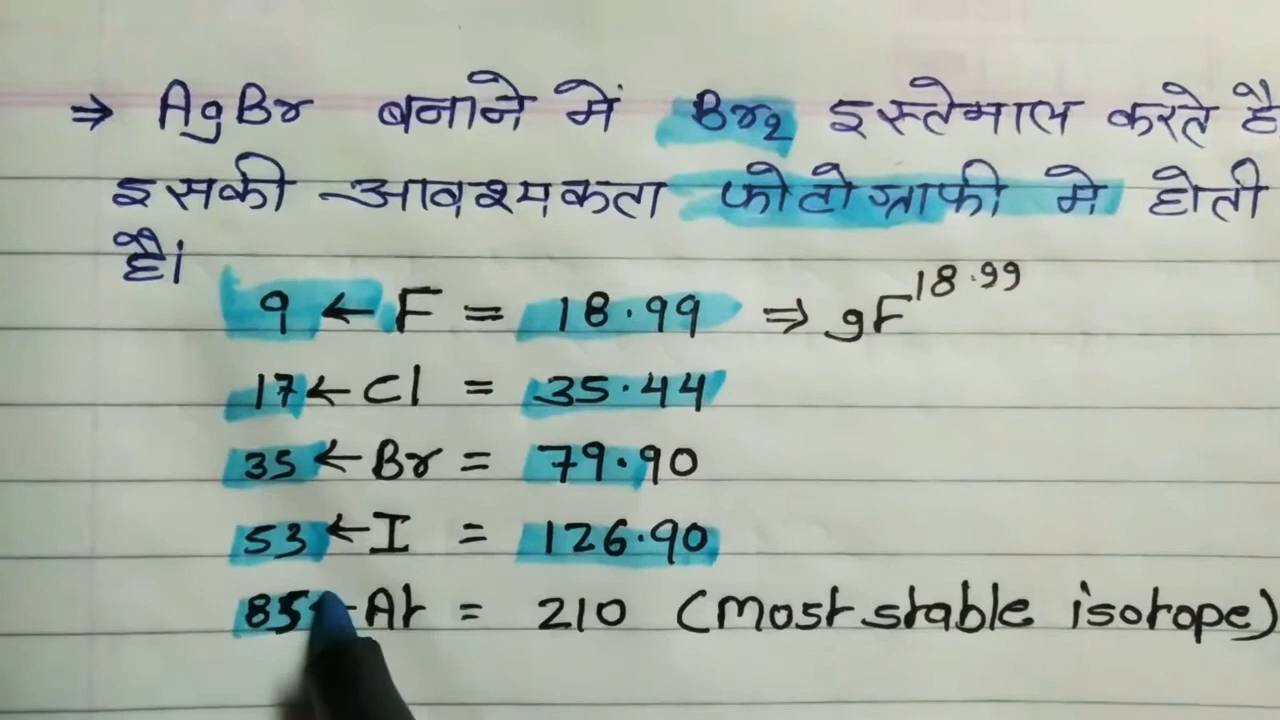 ⇒ AgBr बनाने में Br₂ इस्तेमाल करते है
इसकी आवश्यकता फोटोग्राफी मे होती
है।
9 ← F = 18.99 ⇒ ₉F¹⁸·⁹⁹
17 ← Cl = 35.44
35 ← Br = 79.90
53 ← I = 126.90
85 ← At = 210 (Most stable isotope)